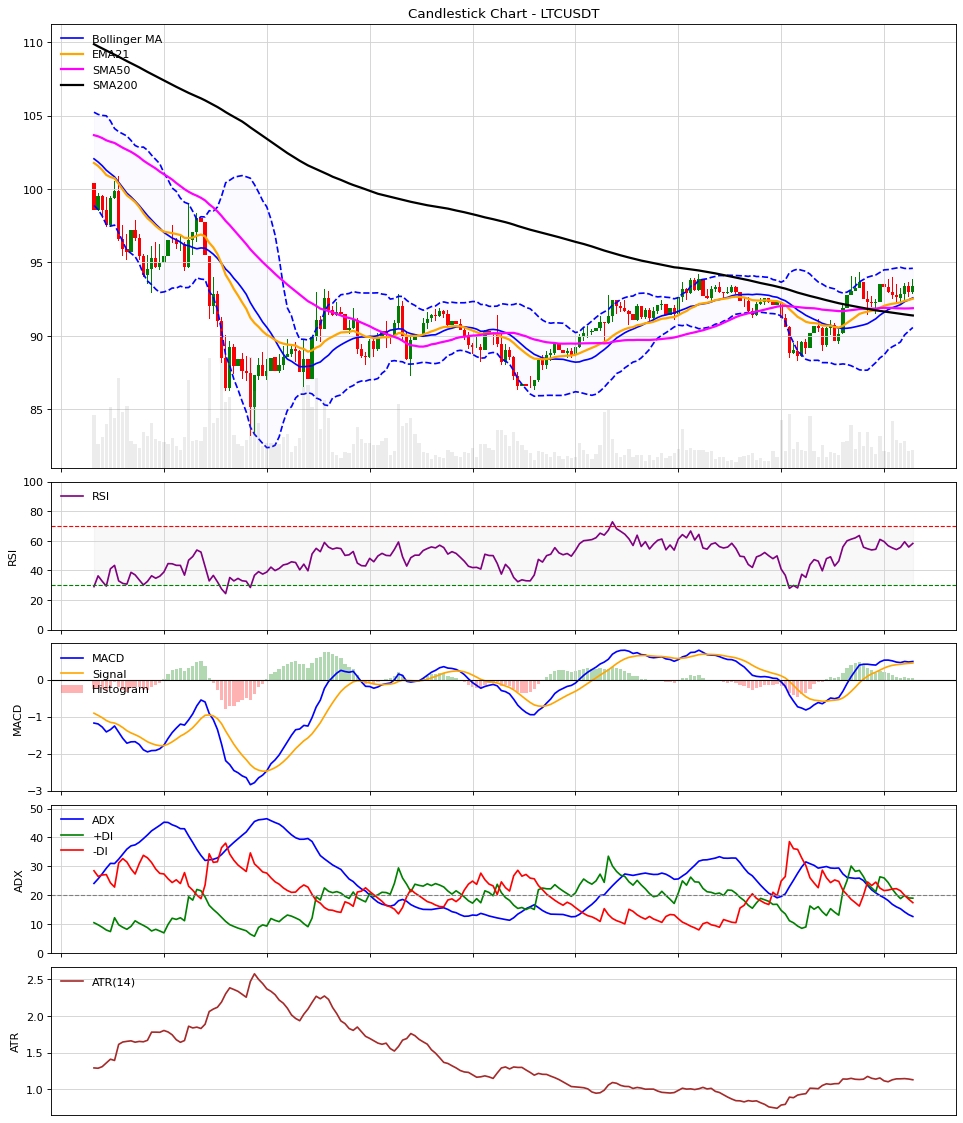 Candlestick Chart - LTCUSDT
Bollinger MA
EMA21
SMA50
SMA200
110
105
100
95
90
85
RSI
RSI
100
80
60
40
20
0
MACD
Signal
Histogram
MACD
0
−1
−2
−3
ADX
+DI
-DI
ADX
50
40
30
20
10
0
ATR(14)
ATR
2.5
2.0
1.5
1.0